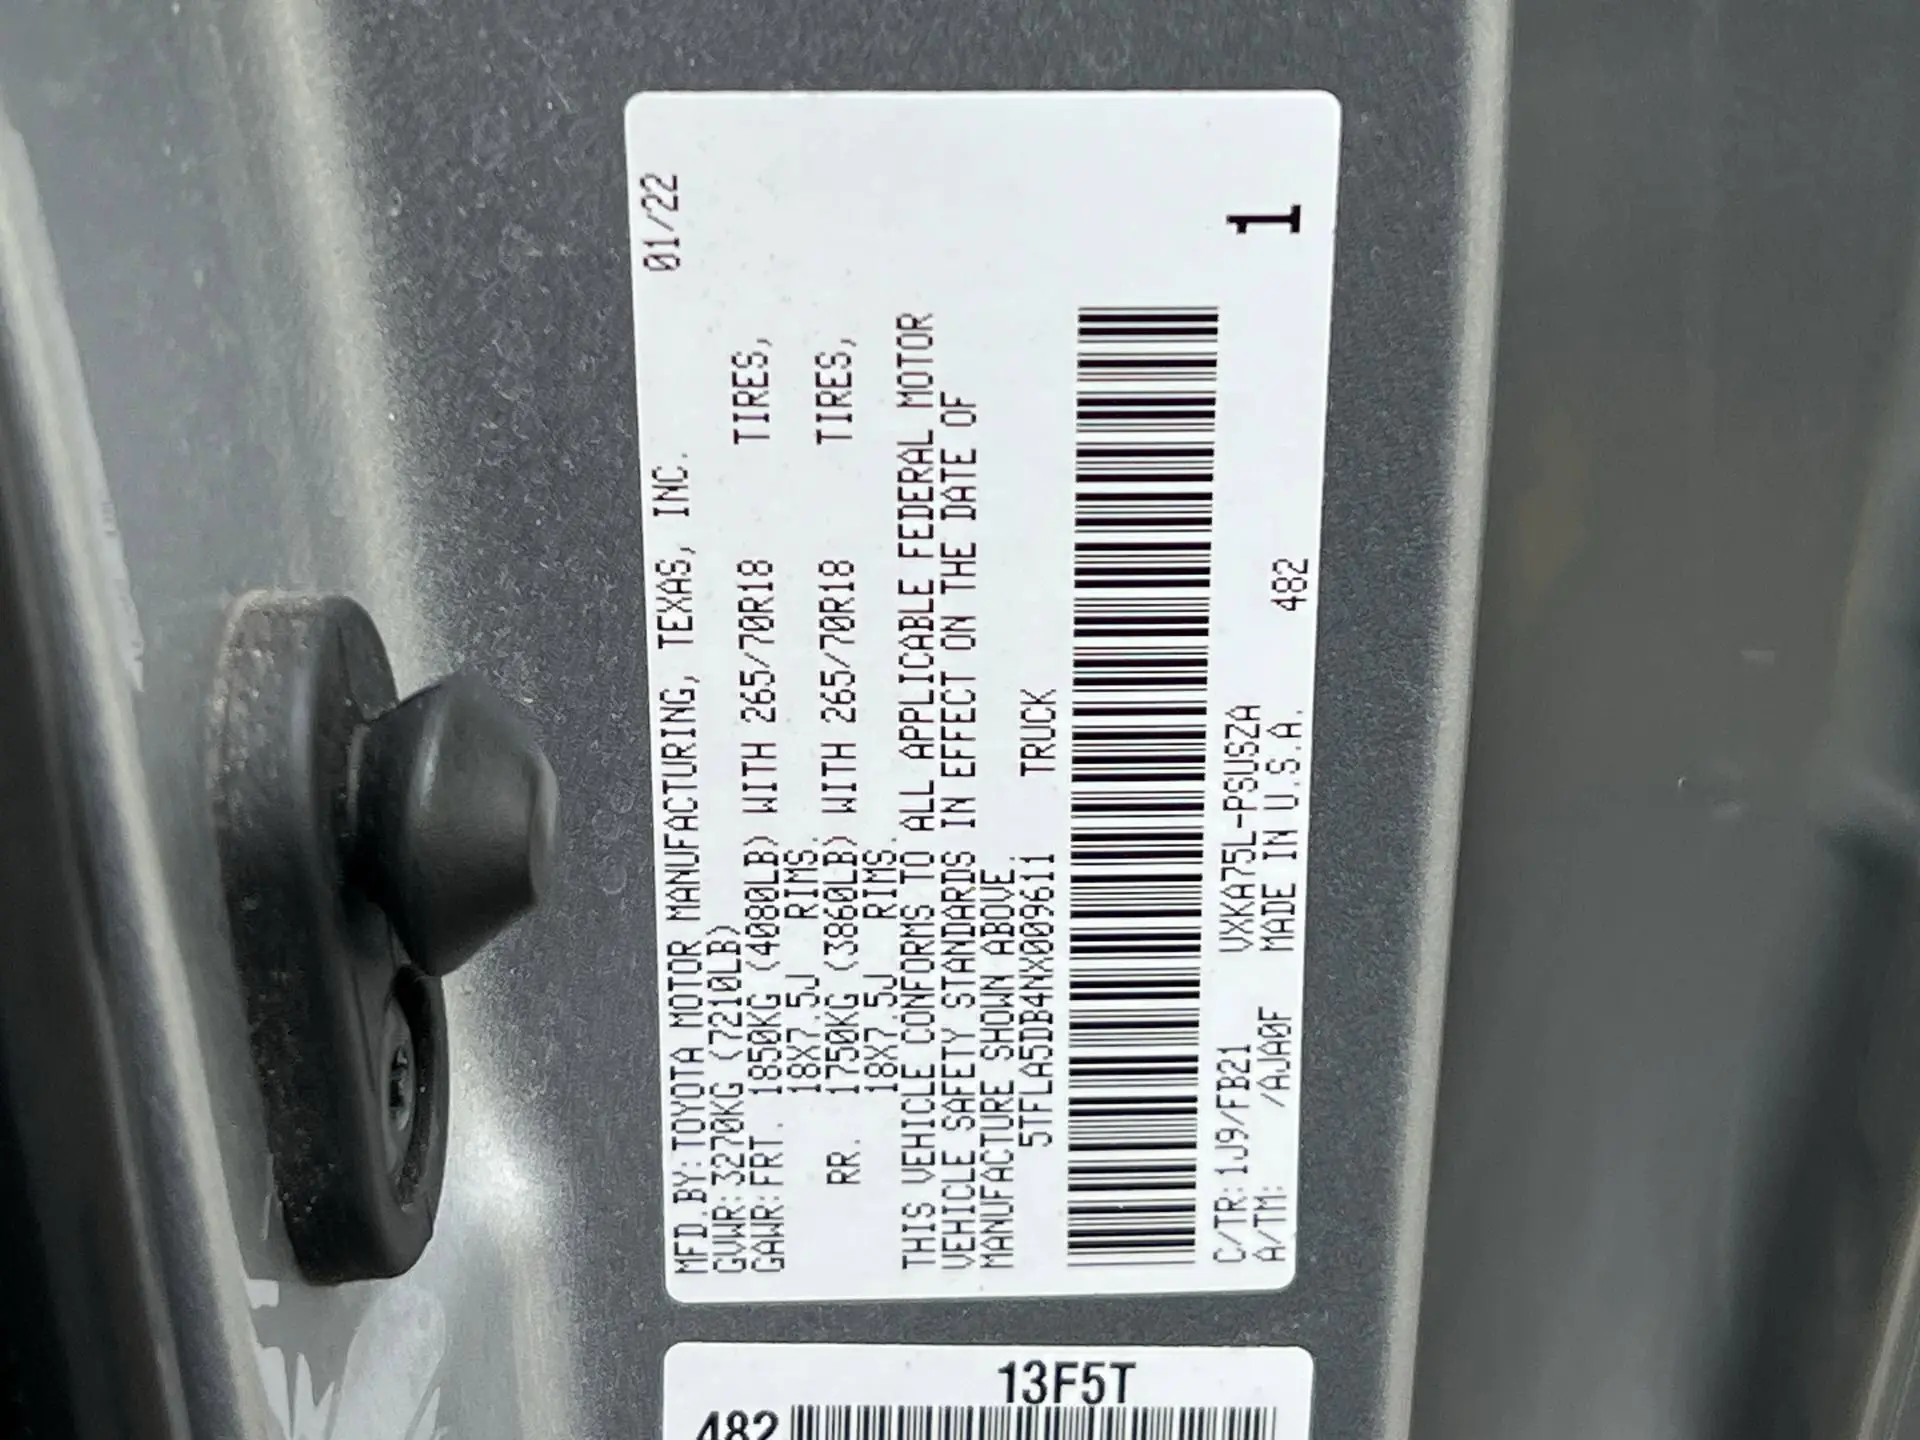 01/22
MFD.BY:TOYOTA MOTOR MANUFACTURING, TEXAS, INC.
GVWR:3270KG (7210LB)
GAWR:FRT. 1850KG (4080LB) WITH 265/70R18 TIRES,
18X7.5J RIMS.
RR. 1750KG (3860LB) WITH 265/70R18 TIRES,
18X7.5J RIMS.
THIS VEHICLE CONFORMS TO ALL APPLICABLE FEDERAL MOTOR
VEHICLE SAFETY STANDARDS IN EFFECT ON THE DATE OF
MANUFACTURE SHOWN ABOVE.
5TFLA5DB4NX009611 TRUCK
C/TR:1J9/FB21 VXKA75L-PSUSZA
A/TM: /AJA0F MADE IN U.S.A. 482
1
13F5T
482